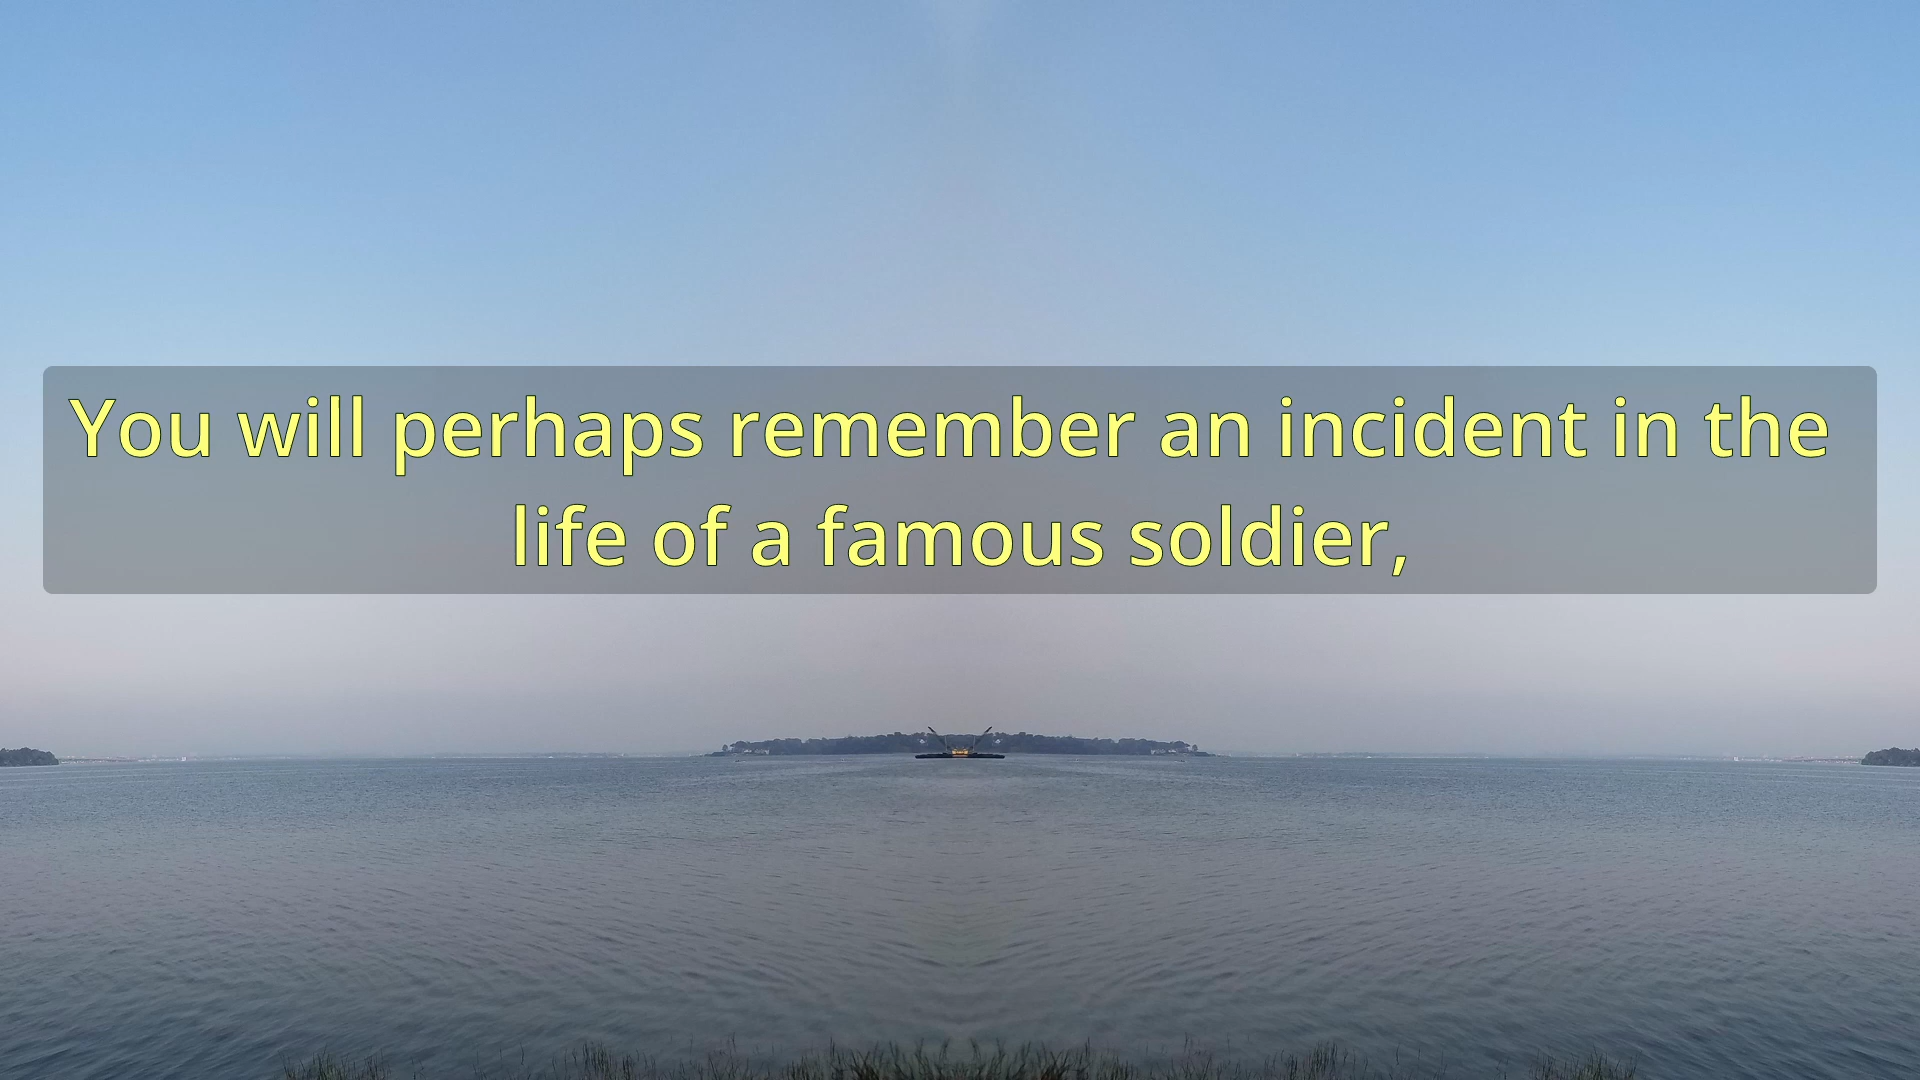 You will perhaps remember an incident in the
life of a famous soldier,